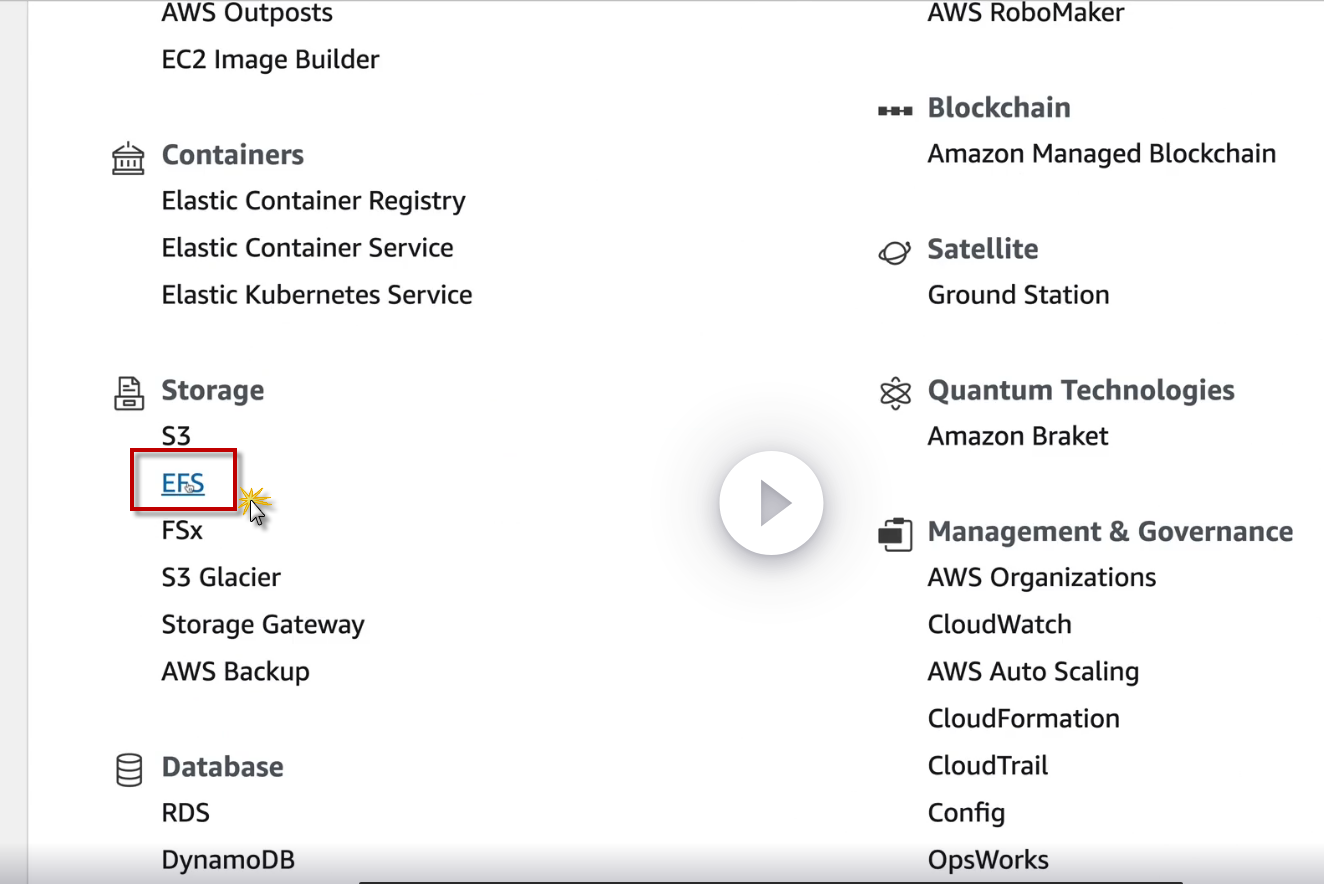 AWS Outposts
EC2 Image Builder
Containers
Elastic Container Registry
Elastic Container Service
Elastic Kubernetes Service
Storage
S3
EFS
FSx
S3 Glacier
Storage Gateway
AWS Backup
Database
RDS
DynamoDB
AWS RoboMaker
Blockchain
Amazon Managed Blockchain
Satellite
Ground Station
Quantum Technologies
Amazon Braket
Management & Governance
AWS Organizations
CloudWatch
AWS Auto Scaling
CloudFormation
CloudTrail
Config
OpsWorks